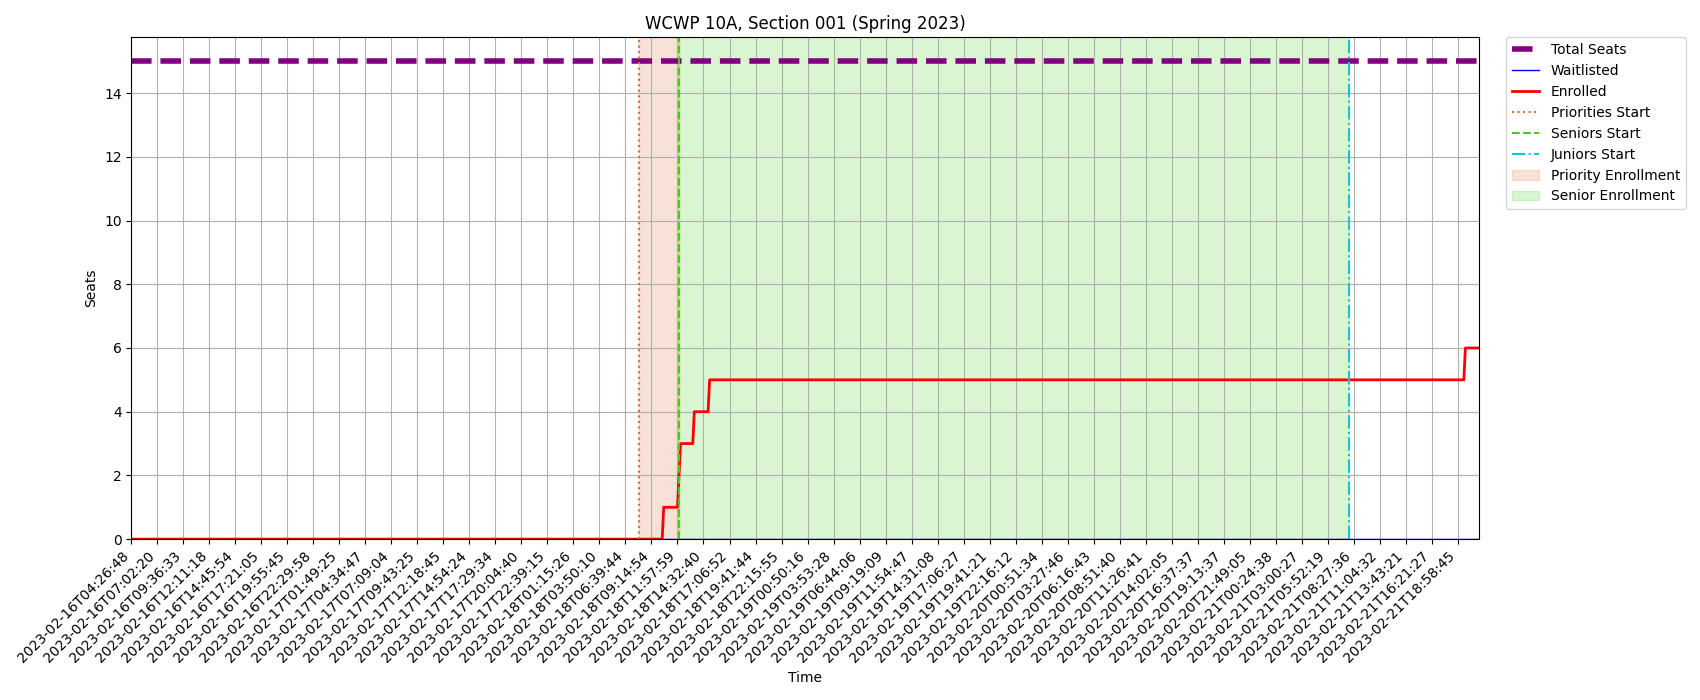 WCWP 10A, Section 001 (Spring 2023)
Total Seats
Waitlisted
Enrolled
Priorities Start
Seniors Start
Juniors Start
Priority Enrollment
Senior Enrollment
Seats
14
12
10
8
6
4
2
0
2023-02-16T04:26:48
2023-02-16T07:02:20
2023-02-16T09:36:33
2023-02-16T12:11:18
2023-02-16T14:45:54
2023-02-16T17:21:05
2023-02-16T19:55:45
2023-02-16T22:29:58
2023-02-17T01:49:25
2023-02-17T04:34:47
2023-02-17T07:09:04
2023-02-17T09:43:25
2023-02-17T12:18:45
2023-02-17T14:54:24
2023-02-17T17:29:34
2023-02-17T20:04:40
2023-02-17T22:39:15
2023-02-18T01:15:26
2023-02-18T03:50:10
2023-02-18T06:39:44
2023-02-18T09:14:54
2023-02-18T11:57:59
2023-02-18T14:32:40
2023-02-18T17:06:52
2023-02-18T19:41:44
2023-02-18T22:15:55
2023-02-19T00:50:16
2023-02-19T03:53:28
2023-02-19T06:44:06
2023-02-19T09:19:09
2023-02-19T11:54:47
2023-02-19T14:31:08
2023-02-19T17:06:27
2023-02-19T19:41:21
2023-02-19T22:16:12
2023-02-20T00:51:34
2023-02-20T03:27:46
2023-02-20T06:16:43
2023-02-20T08:51:40
2023-02-20T11:26:41
2023-02-20T14:02:05
2023-02-20T16:37:37
2023-02-20T19:13:37
2023-02-20T21:49:05
2023-02-21T00:24:38
2023-02-21T03:00:27
2023-02-21T05:52:19
2023-02-21T08:27:36
2023-02-21T11:04:32
2023-02-21T13:43:21
2023-02-21T16:21:27
2023-02-21T18:58:45
Time